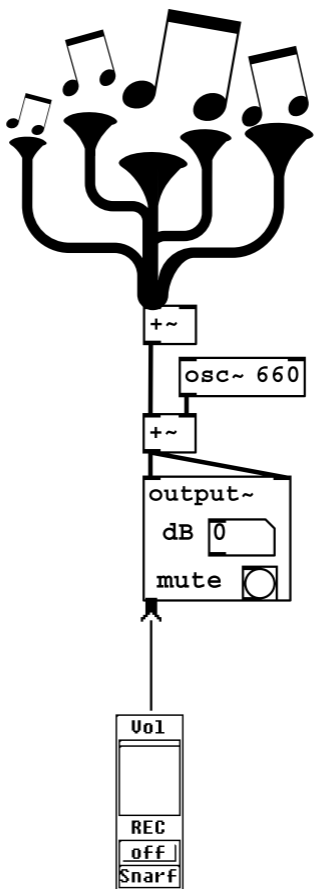 +~
osc~ 660
+~
output~
dB 0
mute
Vol
REC
off
Snarf